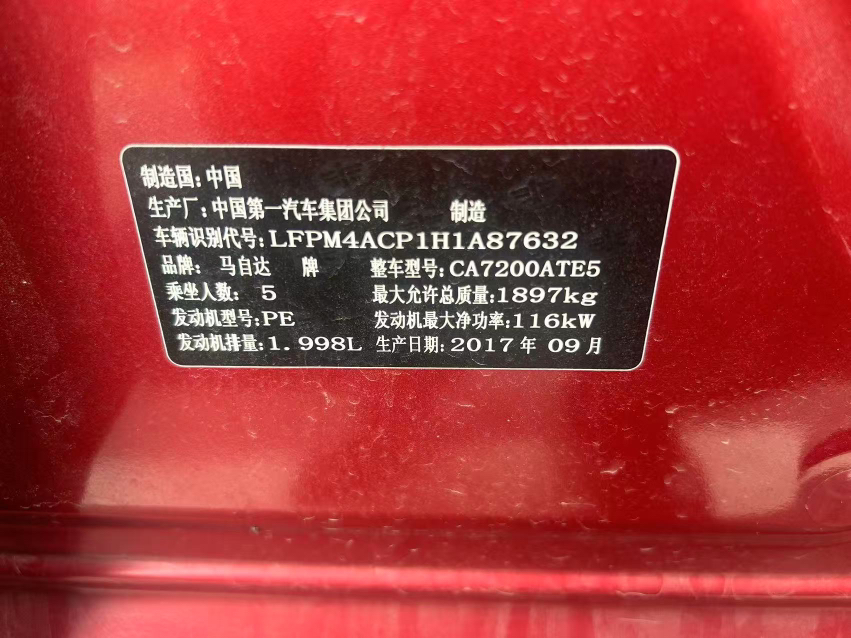 制造国:中国
生产厂:中国第一汽车集团公司 制造
车辆识别代号:LFPM4ACP1H1A87632
品牌: 马自达 牌 整车型号:CA7200ATE5
乘坐人数: 5 最大允许总质量:1897kg
发动机型号:PE 发动机最大净功率:116kW
发动机排量:1.998L 生产日期:2017年 09月